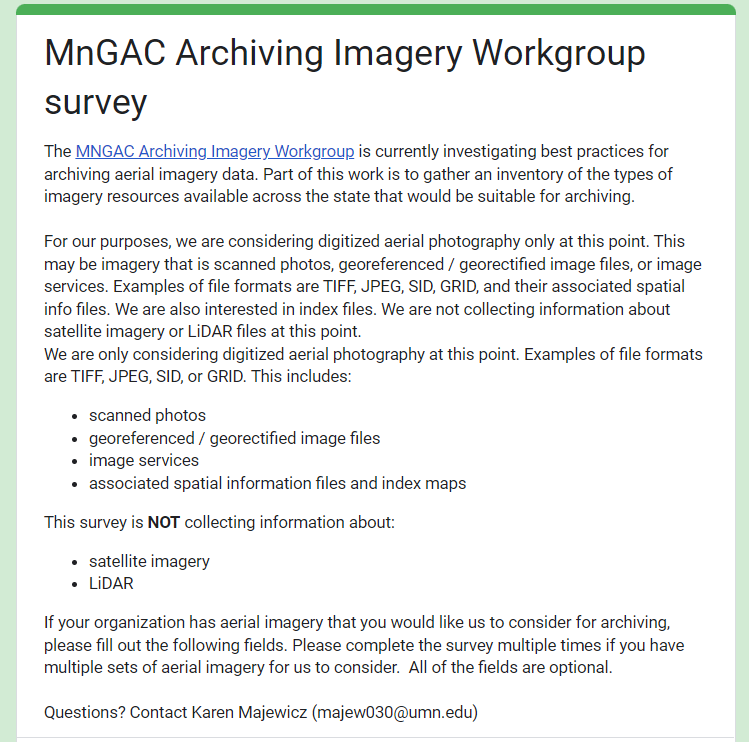 MnGAC Archiving Imagery Workgroup
survey
The MNGAC Archiving Imagery Workgroup is currently investigating best practices for
archiving aerial imagery data. Part of this work is to gather an inventory of the types of
imagery resources available across the state that would be suitable for archiving.
For our purposes, we are considering digitized aerial photography only at this point. This
may be imagery that is scanned photos, georeferenced / georectified image files, or image
services. Examples of file formats are TIFF, JPEG, SID, GRID, and their associated spatial
info files. We are also interested in index files. We are not collecting information about
satellite imagery or LiDAR files at this point.
We are only considering digitized aerial photography at this point. Examples of file formats
are TIFF, JPEG, SID, or GRID. This includes:
• scanned photos
• georeferenced / georectified image files
• image services
• associated spatial information files and index maps
This survey is NOT collecting information about:
• satellite imagery
• LiDAR
If your organization has aerial imagery that you would like us to consider for archiving,
please fill out the following fields. Please complete the survey multiple times if you have
multiple sets of aerial imagery for us to consider.  All of the fields are optional.
Questions? Contact Karen Majewicz (majew030@umn.edu)